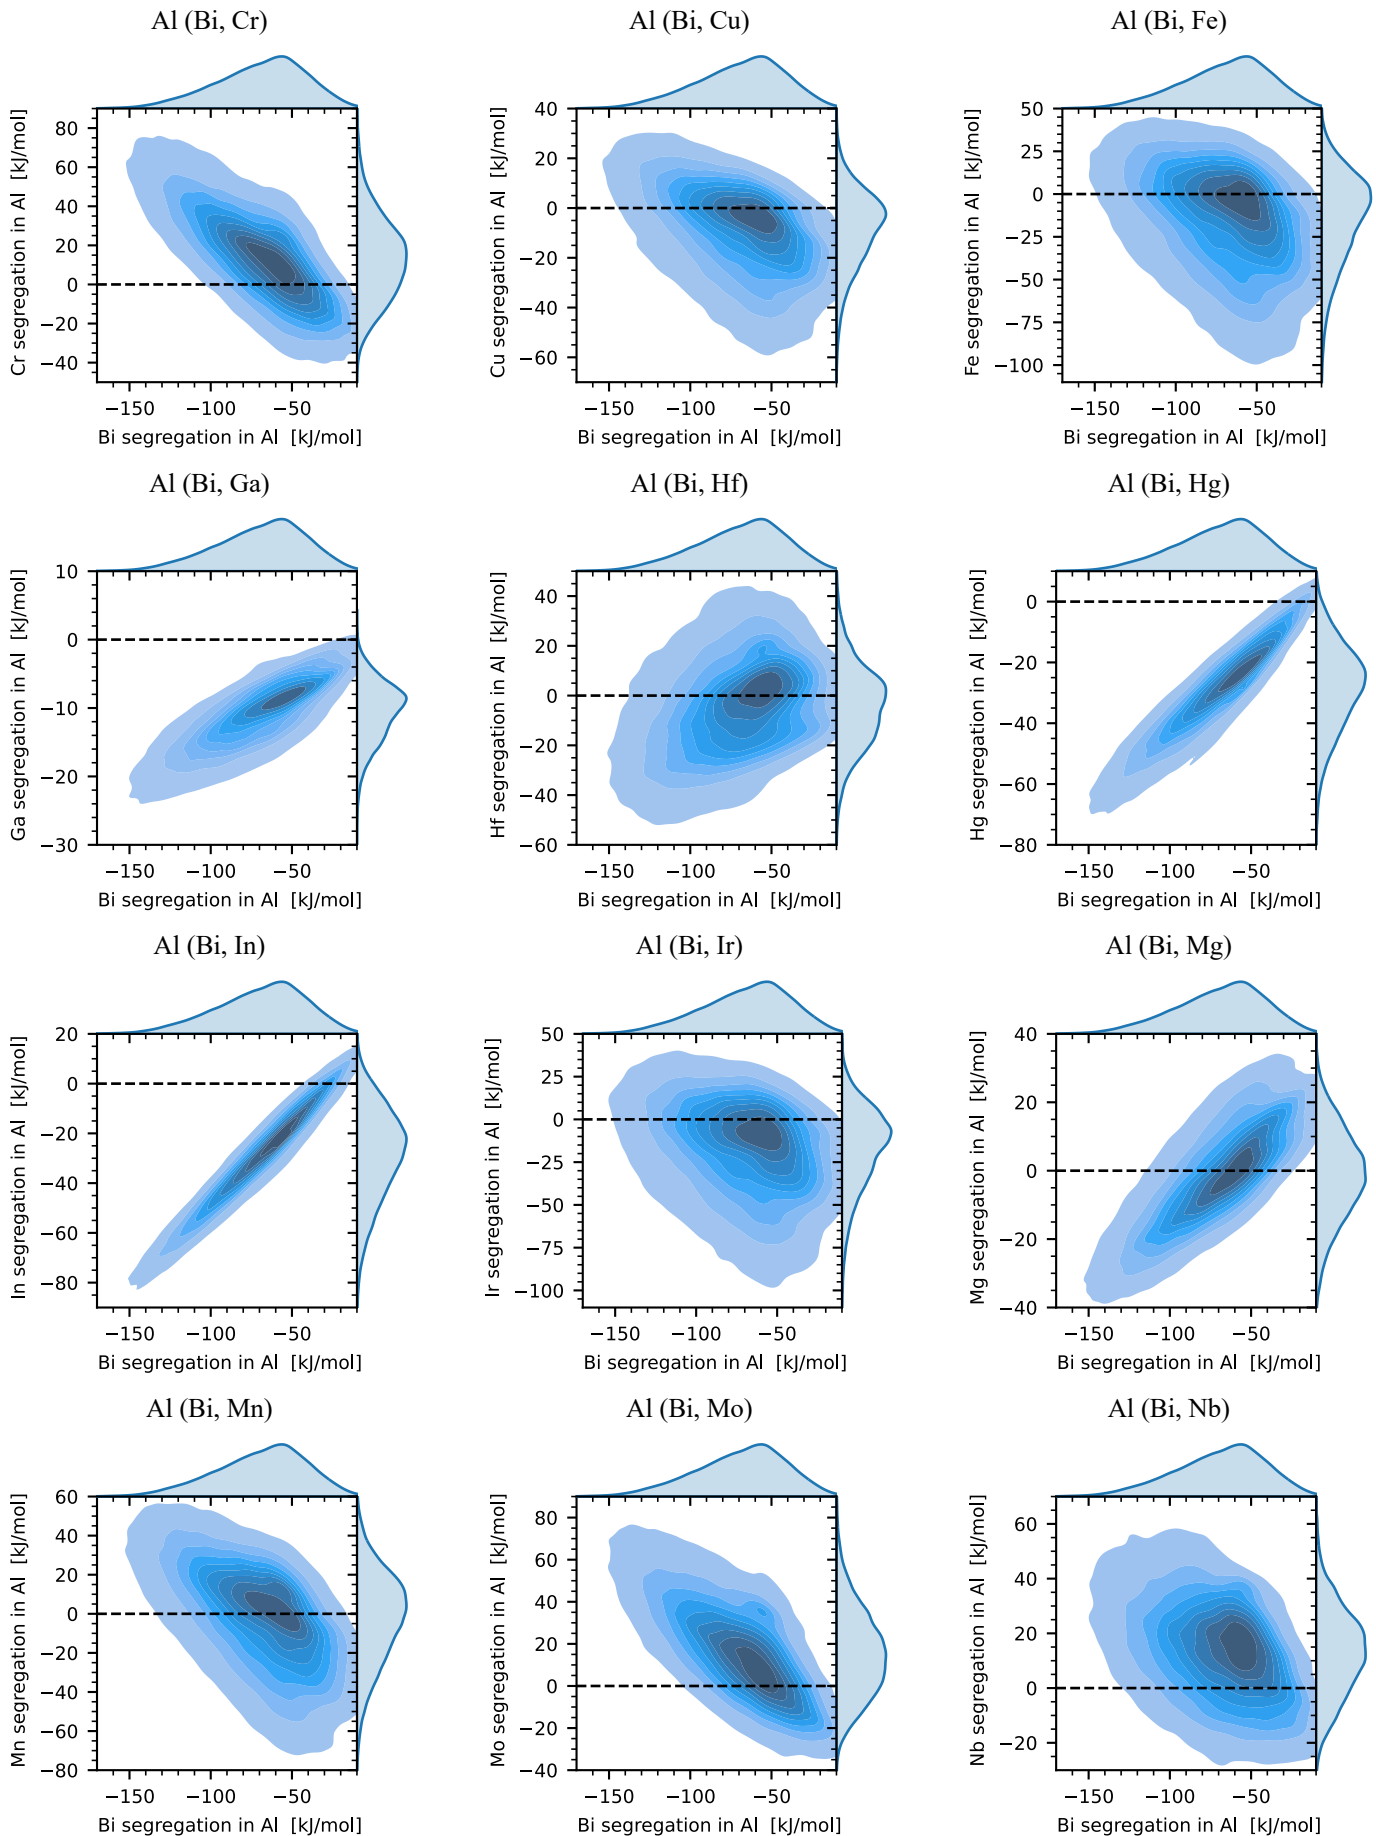 Al (Bi, Cr)
Al (Bi, Cu)
Al (Bi, Fe)
Cr segregation in Al [kJ/mol]
80
60
40
20
0
−20
−40
−150 −100 −50
Bi segregation in Al [kJ/mol]
Cu segregation in Al [kJ/mol]
40
20
0
−20
−40
−60
−150 −100 −50
Bi segregation in Al [kJ/mol]
Fe segregation in Al [kJ/mol]
50
25
0
−25
−50
−75
−100
−150 −100 −50
Bi segregation in Al [kJ/mol]
Al (Bi, Ga)
Al (Bi, Hf)
Al (Bi, Hg)
Ga segregation in Al [kJ/mol]
10
0
−10
−20
−30
−150 −100 −50
Bi segregation in Al [kJ/mol]
Hf segregation in Al [kJ/mol]
40
20
0
−20
−40
−60
−150 −100 −50
Bi segregation in Al [kJ/mol]
Hg segregation in Al [kJ/mol]
0
−20
−40
−60
−80
−150 −100 −50
Bi segregation in Al [kJ/mol]
Al (Bi, In)
Al (Bi, Ir)
Al (Bi, Mg)
In segregation in Al [kJ/mol]
20
0
−20
−40
−60
−80
−150 −100 −50
Bi segregation in Al [kJ/mol]
Ir segregation in Al [kJ/mol]
50
25
0
−25
−50
−75
−100
−150 −100 −50
Bi segregation in Al [kJ/mol]
Mg segregation in Al [kJ/mol]
40
20
0
−20
−40
−150 −100 −50
Bi segregation in Al [kJ/mol]
Al (Bi, Mn)
Al (Bi, Mo)
Al (Bi, Nb)
Mn segregation in Al [kJ/mol]
60
40
20
0
−20
−40
−60
−80
−150 −100 −50
Bi segregation in Al [kJ/mol]
Mo segregation in Al [kJ/mol]
80
60
40
20
0
−20
−40
−150 −100 −50
Bi segregation in Al [kJ/mol]
Nb segregation in Al [kJ/mol]
60
40
20
0
−20
−150 −100 −50
Bi segregation in Al [kJ/mol]